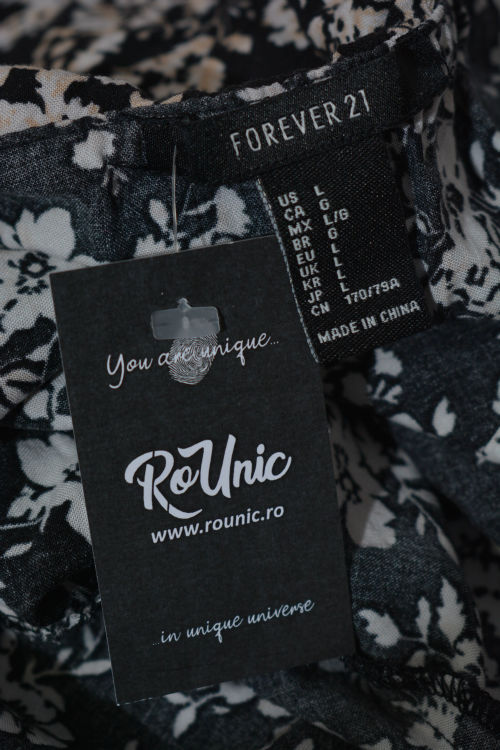 FOREVER 21
US L
CA G
MX L/G
BR G
EU L
UK L
KR L
JP L
CN 170/79A
MADE IN CHINA
You are unique...
RoUnic
www.rounic.ro
...in unique universe